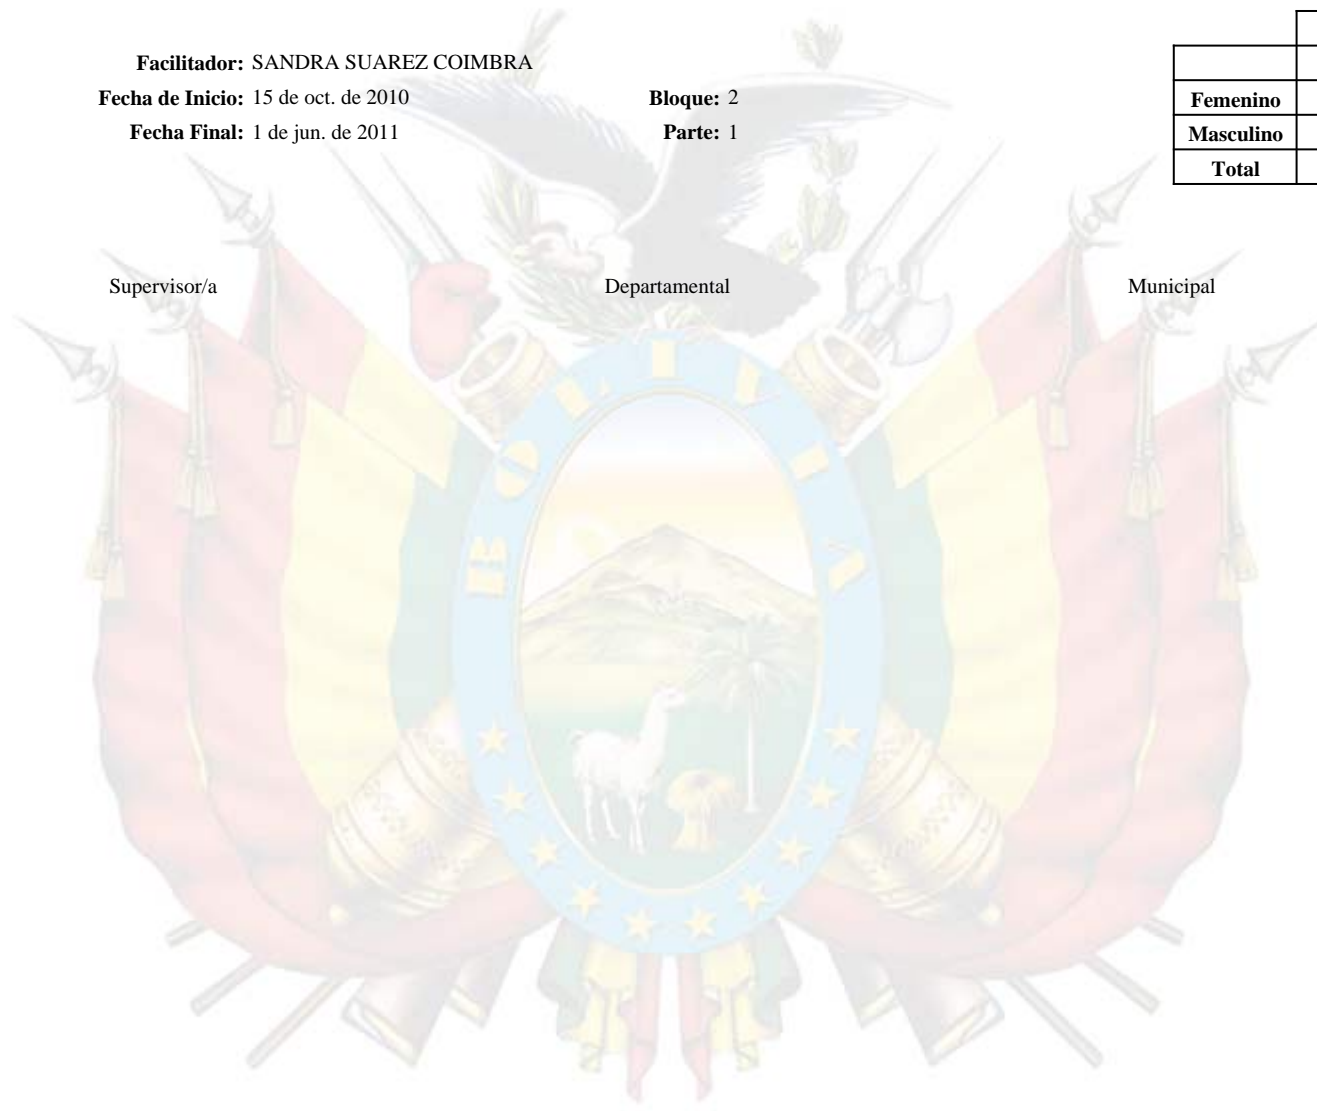 Facilitador: SANDRA SUAREZ COIMBRA
Fecha de Inicio: 15 de oct. de 2010 Bloque: 2
Fecha Final: 1 de jun. de 2011 Parte: 1
Femenino
Masculino
Total
Supervisor/a Departamental Municipal
BOLIVIA